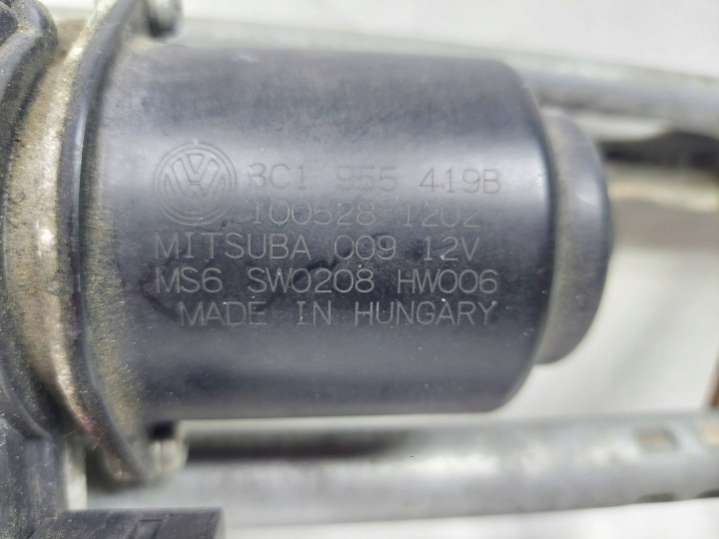 3C1 955 419B
100528 1202
MITSUBA 009 12V
MS6 SW0208 HW006
MADE IN HUNGARY